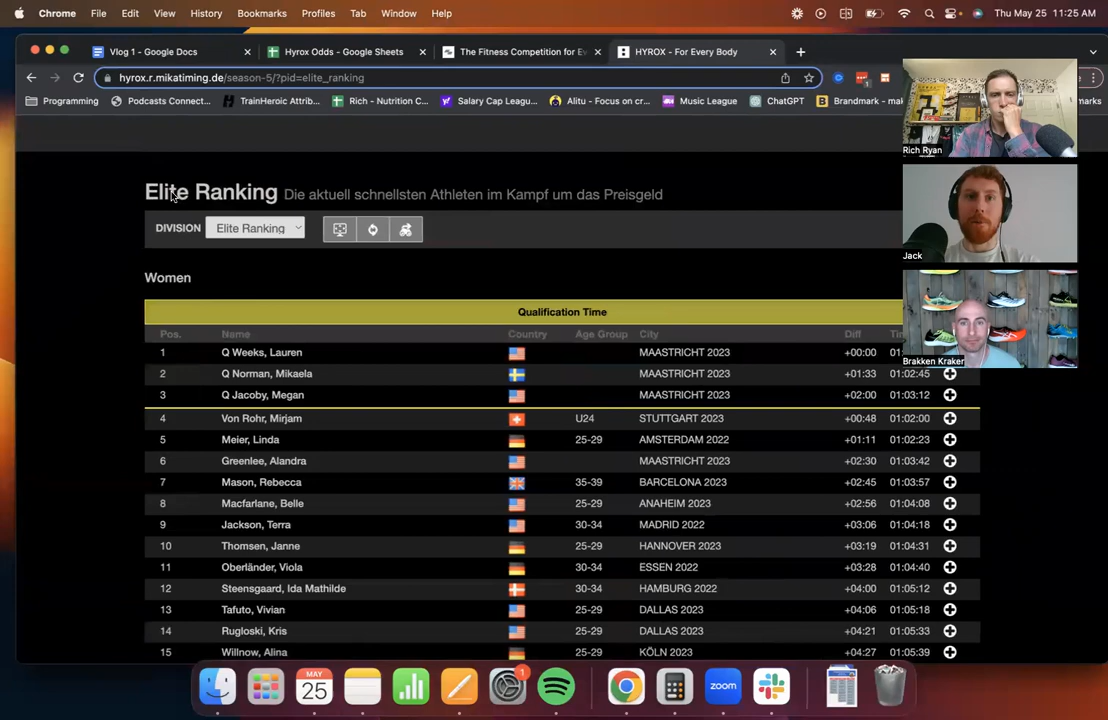 Chrome File Edit View History Bookmarks Profiles Tab Window Help Thu May 25 11:25 AM
Vlog 1 - Google Docs Hyrox Odds - Google Sheets The Fitness Competition for Ev HYROX - For Every Body
hyrox.r.mikatiming.de/season-5/?pid=elite_ranking
Programming Podcasts Connect... TrainHeroic Attrib... Rich - Nutrition C... Salary Cap Leagu... Alitu - Focus on cr... Music League ChatGPT Brandmark - mak
Rich Ryan
Elite Ranking Die aktuell schnellsten Athleten im Kampf um das Preisgeld
DIVISION Elite Ranking
Jack
Women
Qualification Time
Pos. Name Country Age Group City Diff
1 Q Weeks, Lauren MAASTRICHT 2023 +00:00
Brakken Kraker
2 Q Norman, Mikaela MAASTRICHT 2023 +01:33 01:02:45
3 Q Jacoby, Megan MAASTRICHT 2023 +02:00 01:03:12
4 Von Rohr, Mirjam U24 STUTTGART 2023 +00:48 01:02:00
5 Meier, Linda 25-29 AMSTERDAM 2022 +01:11 01:02:23
6 Greenlee, Alandra MAASTRICHT 2023 +02:30 01:03:42
7 Mason, Rebecca 35-39 BARCELONA 2023 +02:45 01:03:57
8 Macfarlane, Belle 25-29 ANAHEIM 2023 +02:56 01:04:08
9 Jackson, Terra 30-34 MADRID 2022 +03:06 01:04:18
10 Thomsen, Janne 25-29 HANNOVER 2023 +03:19 01:04:31
11 Oberländer, Viola 30-34 ESSEN 2022 +03:28 01:04:40
12 Steensgaard, Ida Mathilde 30-34 HAMBURG 2022 +04:00 01:05:12
13 Tafuto, Vivian 25-29 DALLAS 2023 +04:06 01:05:18
14 Rugloski, Kris 25-29 DALLAS 2023 +04:21 01:05:33
15 Willnow, Alina 25-29 KÖLN 2023 +04:27 01:05:39
MAY
25
1
zoom